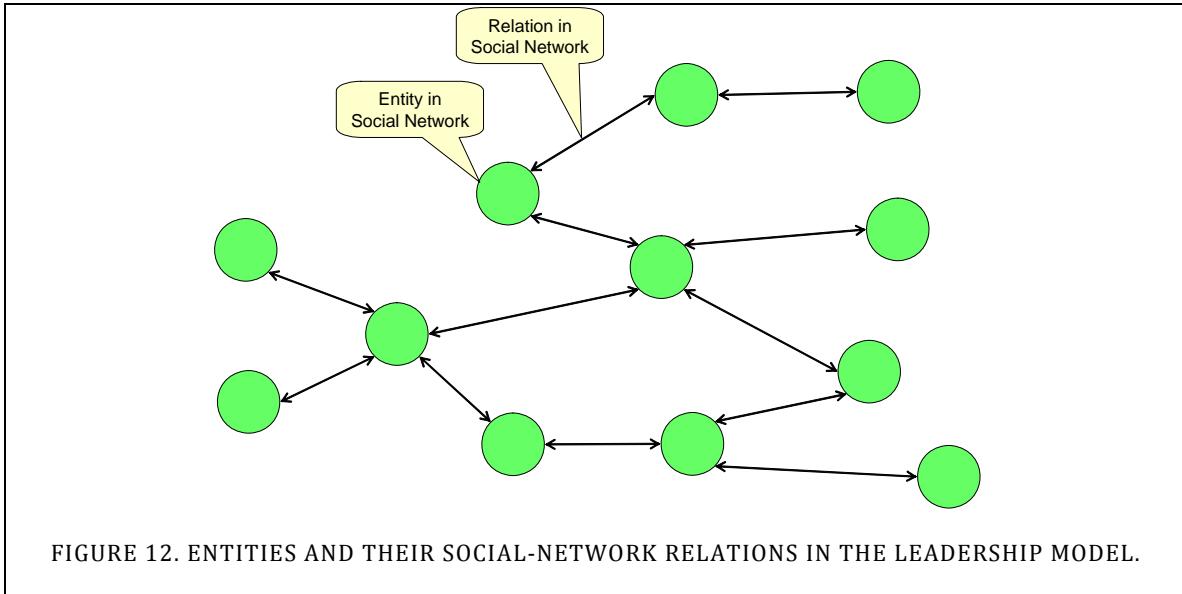 Relation in
Social Network
Entity in
Social Network
FIGURE 12. ENTITIES AND THEIR SOCIAL-NETWORK RELATIONS IN THE LEADERSHIP MODEL.